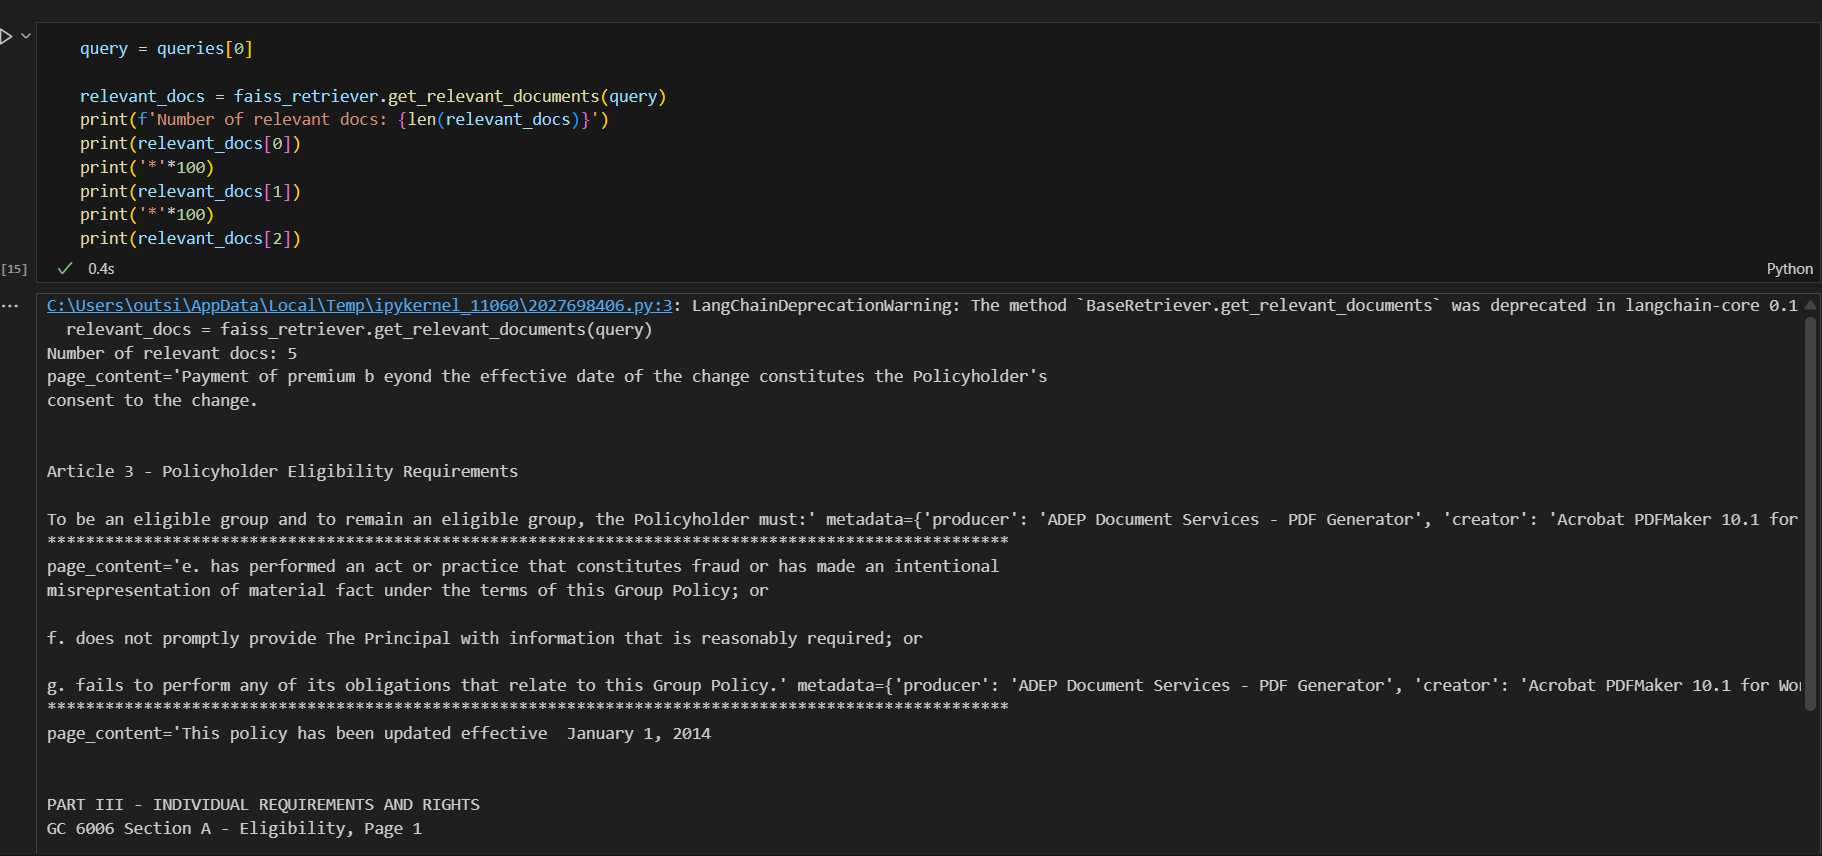 query = queries[0]
relevant_docs = faiss_retriever.get_relevant_documents(query)
print(f'Number of relevant docs: {len(relevant_docs)}')
print(relevant_docs[0])
print('*'*100)
print(relevant_docs[1])
print('*'*100)
print(relevant_docs[2])
[15]
0.4s
Python
C:\Users\outsi\AppData\Local\Temp\ipykernel_11060\2027698406.py:3: LangChainDeprecationWarning: The method `BaseRetriever.get_relevant_documents` was deprecated in langchain-core 0.1
relevant_docs = faiss_retriever.get_relevant_documents(query)
Number of relevant docs: 5
page_content='Payment of premium b eyond the effective date of the change constitutes the Policyholder's
consent to the change.
Article 3 - Policyholder Eligibility Requirements
To be an eligible group and to remain an eligible group, the Policyholder must:' metadata={'producer': 'ADEP Document Services - PDF Generator', 'creator': 'Acrobat PDFMaker 10.1 for
****************************************************************************************************
page_content='e. has performed an act or practice that constitutes fraud or has made an intentional
misrepresentation of material fact under the terms of this Group Policy; or
f. does not promptly provide The Principal with information that is reasonably required; or
g. fails to perform any of its obligations that relate to this Group Policy.' metadata={'producer': 'ADEP Document Services - PDF Generator', 'creator': 'Acrobat PDFMaker 10.1 for Wor
****************************************************************************************************
page_content='This policy has been updated effective  January 1, 2014
PART III - INDIVIDUAL REQUIREMENTS AND RIGHTS
GC 6006 Section A - Eligibility, Page 1